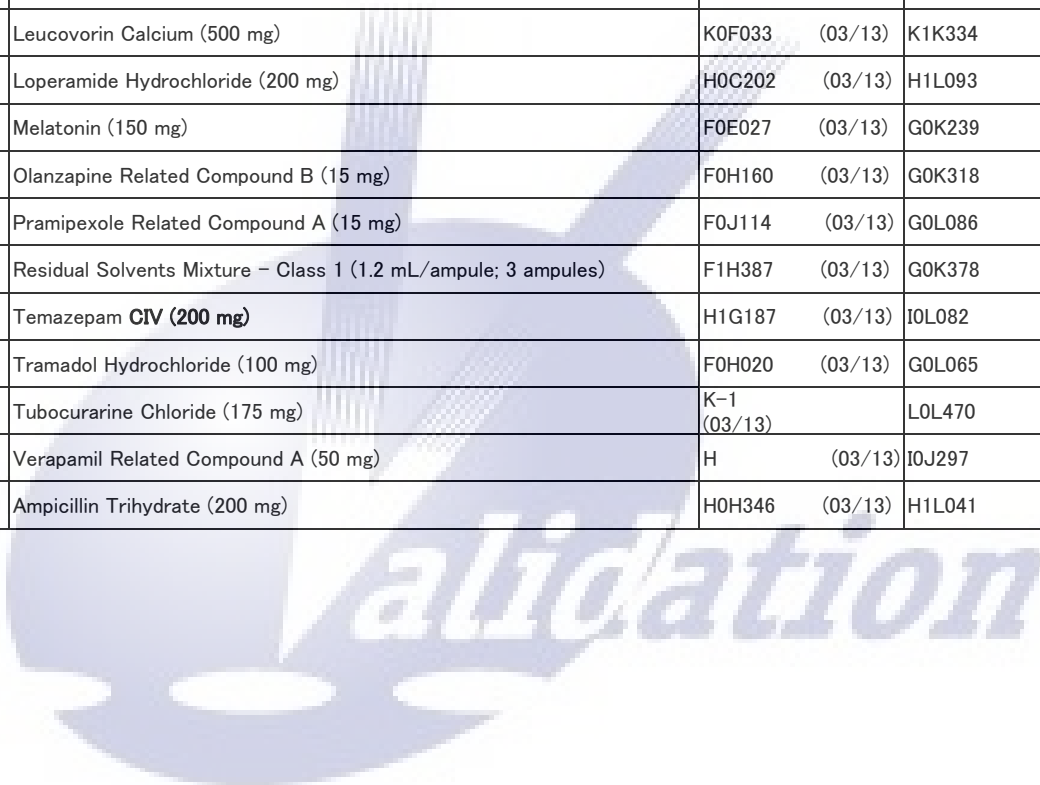 Leucovorin Calcium (500 mg) K0F033 (03/13) K1K334
Loperamide Hydrochloride (200 mg) H0C202 (03/13) H1L093
Melatonin (150 mg) F0E027 (03/13) G0K239
Olanzapine Related Compound B (15 mg) F0H160 (03/13) G0K318
Pramipexole Related Compound A (15 mg) F0J114 (03/13) G0L086
Residual Solvents Mixture - Class 1 (1.2 mL/ampule; 3 ampules) F1H387 (03/13) G0K378
Temazepam CIV (200 mg) H1G187 (03/13) I0L082
Tramadol Hydrochloride (100 mg) F0H020 (03/13) G0L065
Tubocurarine Chloride (175 mg) K-1 (03/13) L0L470
Verapamil Related Compound A (50 mg) H (03/13) I0J297
Ampicillin Trihydrate (200 mg) H0H346 (03/13) H1L041
alidation